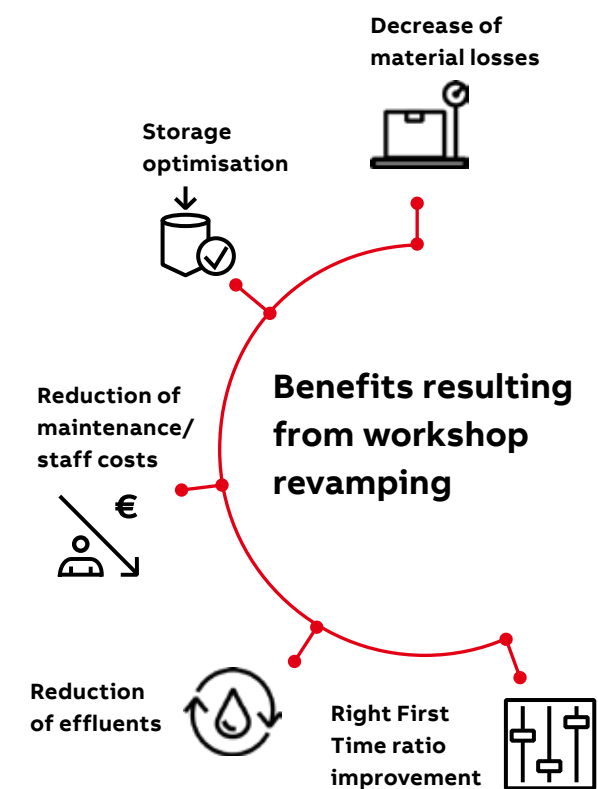 Decrease of
material losses
Storage
optimisation
Benefits resulting
from workshop
revamping
Reduction of
maintenance/
staff costs
€
Reduction
of effluents
Right First
Time ratio
improvement